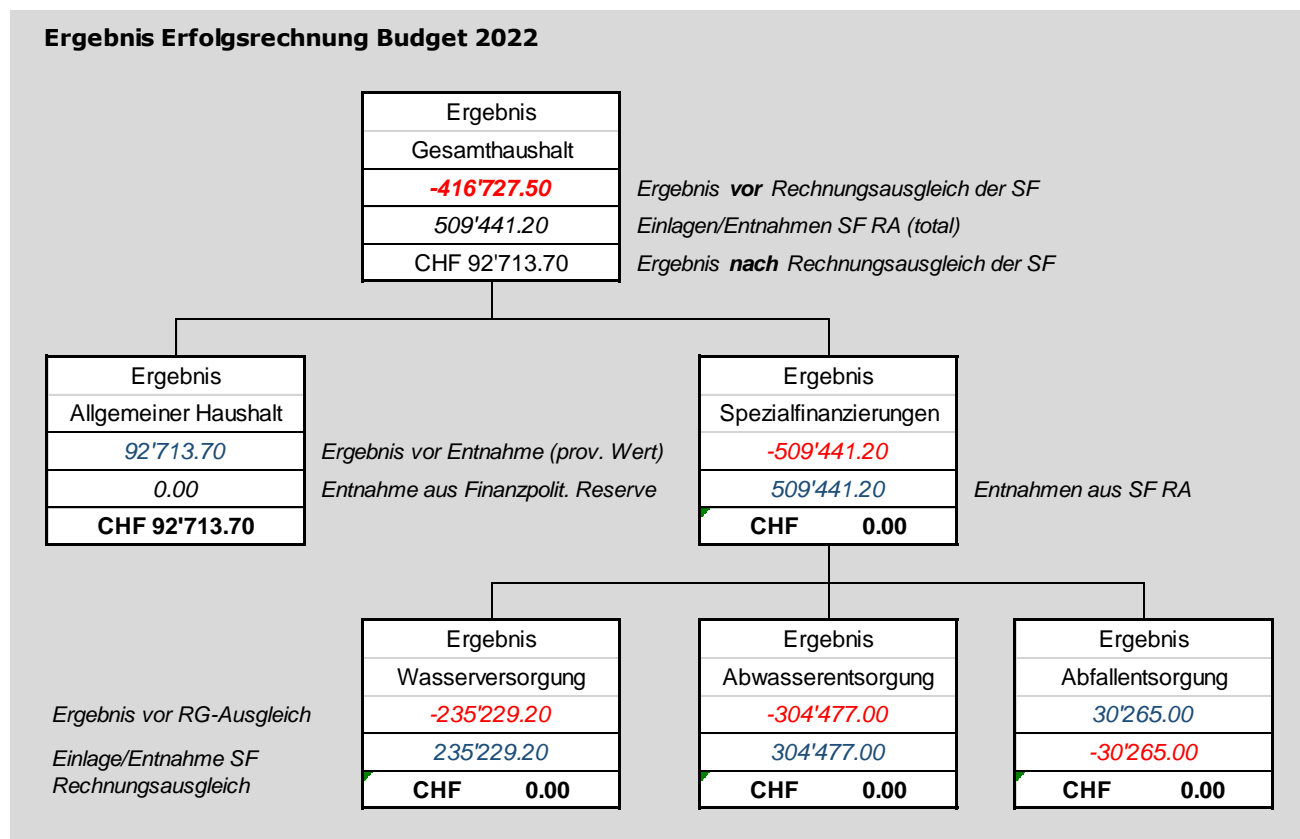 Ergebnis Erfolgsrechnung Budget 2022
Ergebnis
Gesamthaushalt
-416'727.50 Ergebnis vor Rechnungsausgleich der SF
509'441.20 Einlagen/Entnahmen SF RA (total)
CHF 92'713.70 Ergebnis nach Rechnungsausgleich der SF
Ergebnis
Allgemeiner Haushalt
92'713.70 Ergebnis vor Entnahme (prov. Wert)
0.00 Entnahme aus Finanzpolit. Reserve
CHF 92'713.70
Ergebnis
Spezialfinanzierungen
-509'441.20
509'441.20 Entnahmen aus SF RA
CHF 0.00
Ergebnis vor RG-Ausgleich
Einlage/Entnahme SF
Rechnungsausgleich
Ergebnis
Wasserversorgung
-235'229.20
235'229.20
CHF 0.00
Ergebnis
Abwasserentsorgung
-304'477.00
304'477.00
CHF 0.00
Ergebnis
Abfallentsorgung
30'265.00
-30'265.00
CHF 0.00